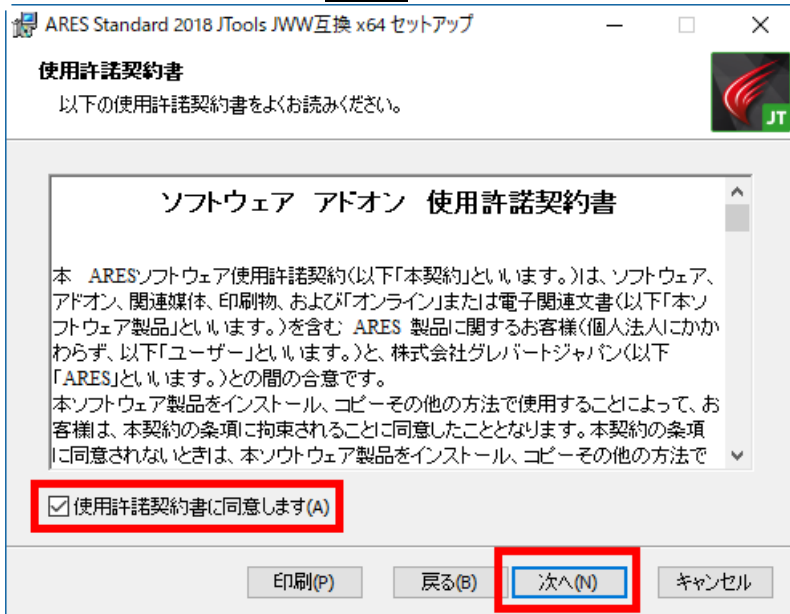 ARES Standard 2018 JTools JWW互換 x64 セットアップ
使用許諾契約書
以下の使用許諾契約書をよくお読みください。
JT
ソフトウェア アドオン 使用許諾契約書
本 ARESソフトウェア使用許諾契約(以下「本契約」といいます。)は、ソフトウェア、
アドオン、関連媒体、印刷物、および「オンライン」または電子関連文書(以下「本ソ
フトウェア製品」といいます。)を含む ARES 製品に関するお客様(個人法人にかか
わらず、以下「ユーザー」といいます。)と、株式会社グレバートジャパン(以下
「ARES」といいます。)との間の合意です。
本ソフトウェア製品をインストール、コピーその他の方法で使用することによって、お
客様は、本契約の条項に拘束されることに同意したこととなります。本契約の条項
に同意されないときは、本ソウトウェア製品をインストール、コピーその他の方法で
使用許諾契約書に同意します(A)
印刷(P) 戻る(B) 次へ(N) キャンセル